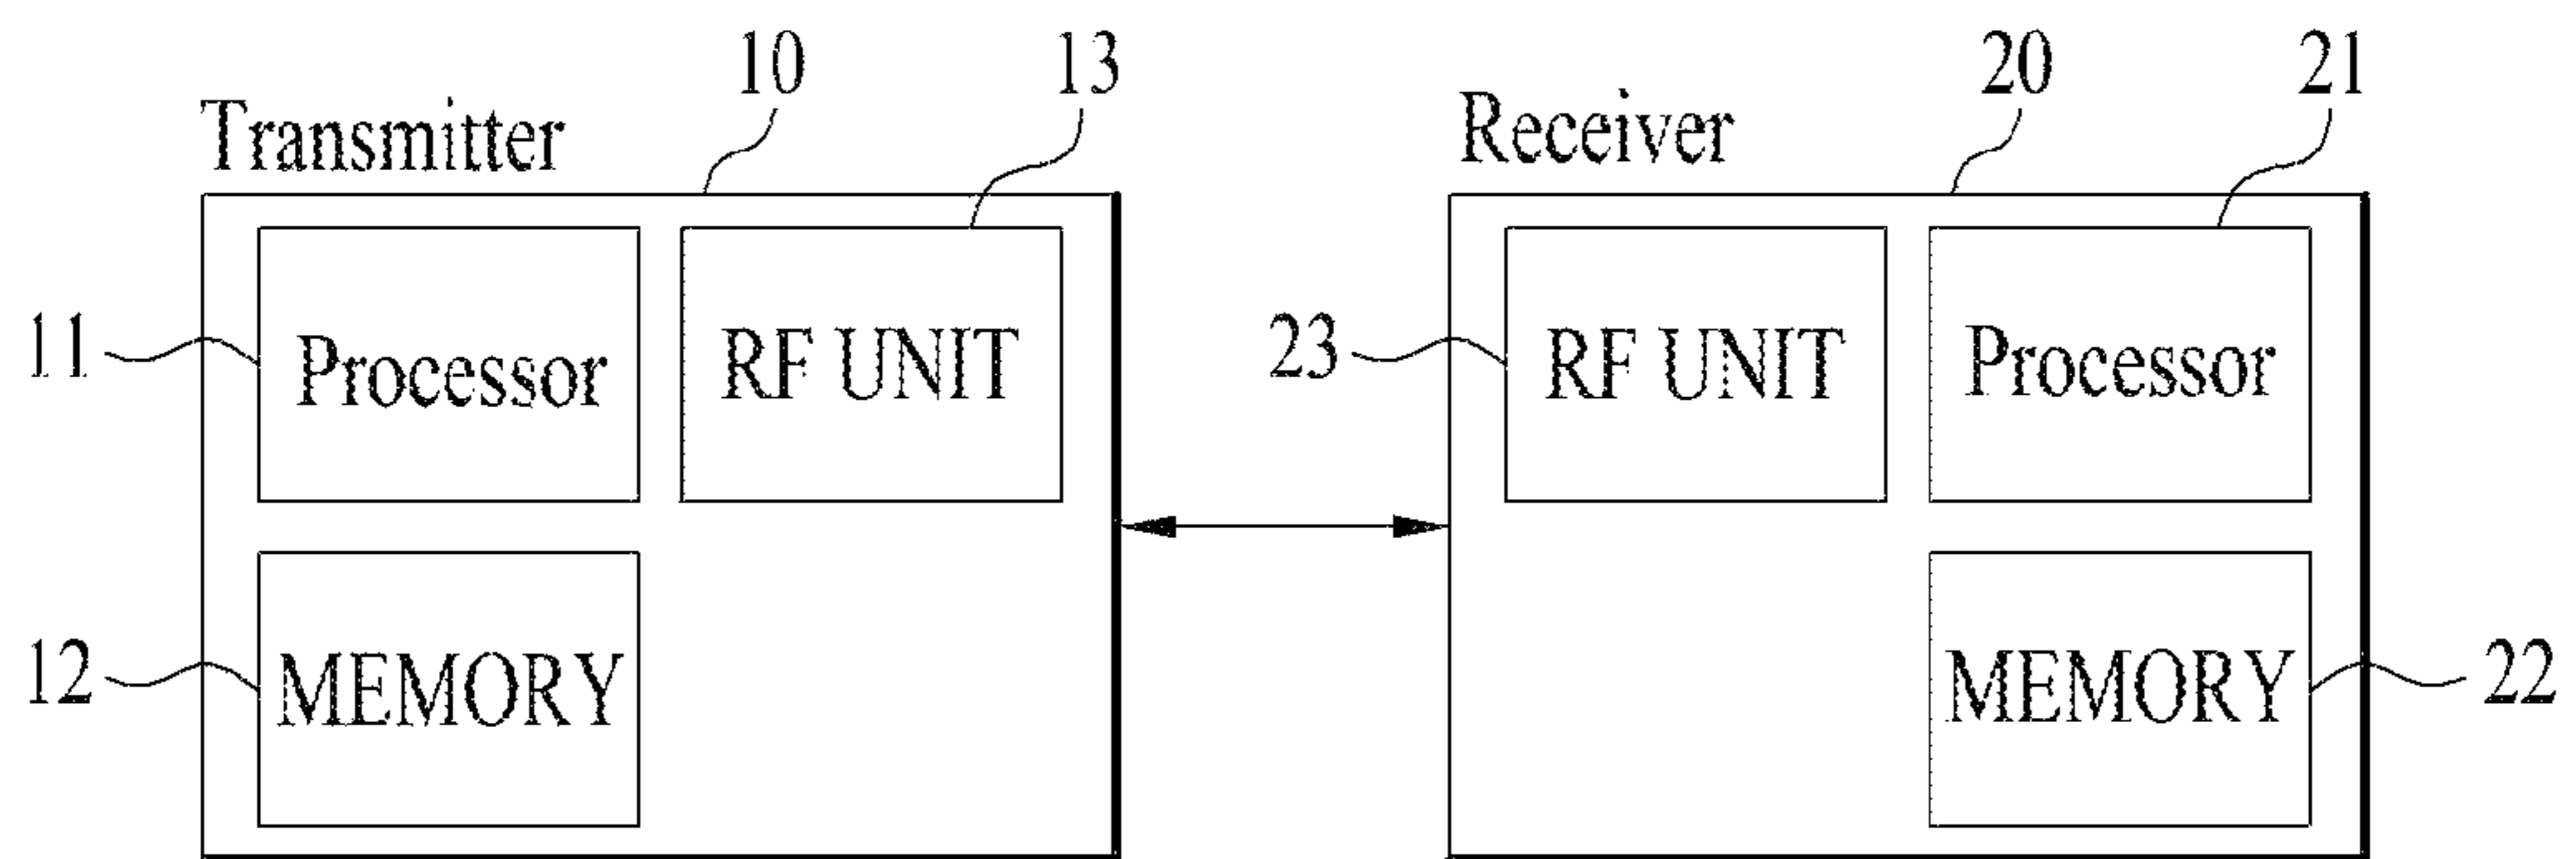 10
13
20
21
Transmitter
Receiver
11
Processor
RF UNIT
23
RF UNIT
Processor
12
MEMORY
MEMORY
22